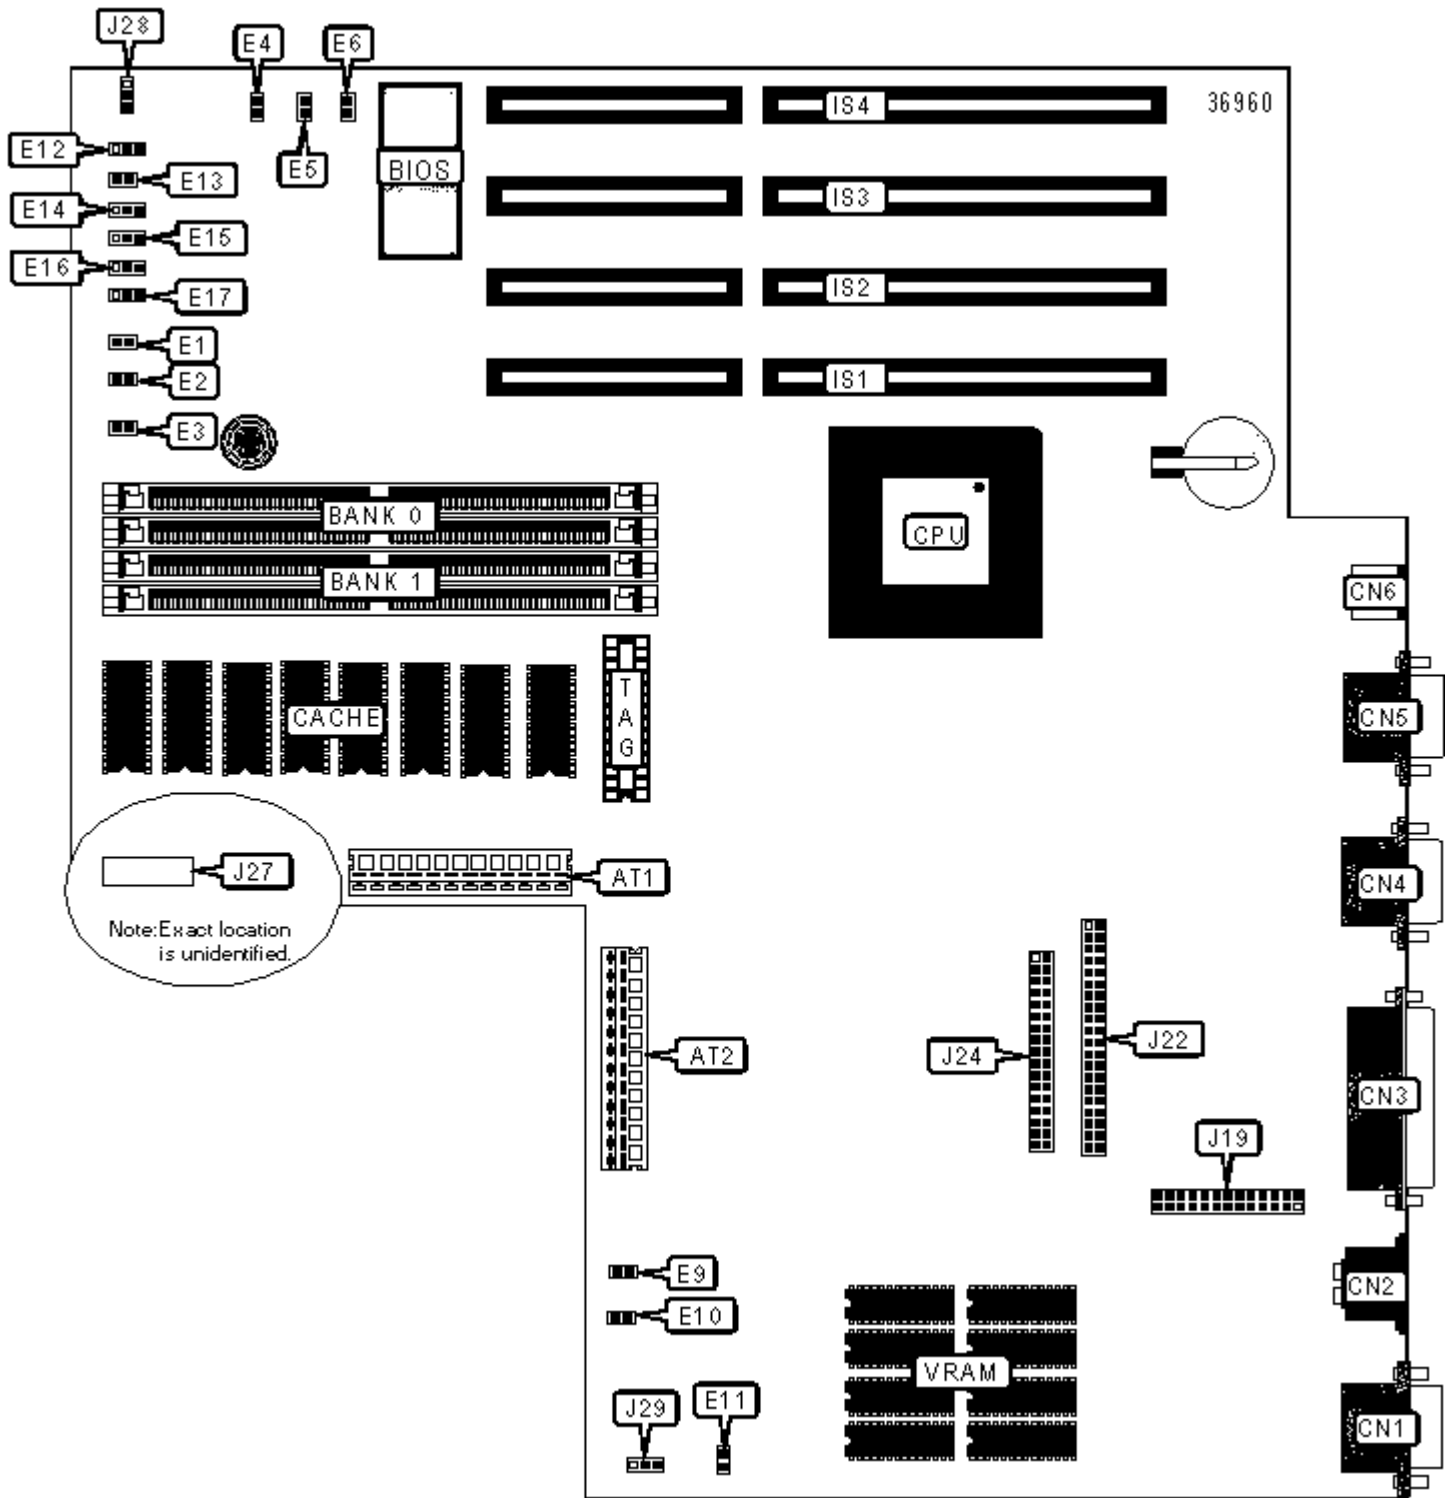 J28
E4
E6
36960
IS4
E12
E5
BIOS
E13
IS3
E14
E15
E16
E17
IS2
E1
E2
IS1
E3
BANK 0
CPU
BANK 1
CN6
TAG
CACHE
CN5
J27
AT1
CN4
Note:Exact location
is unidentified.
J24
J22
AT2
CN3
J19
E9
CN2
E10
VRAM
J29
E11
CN1